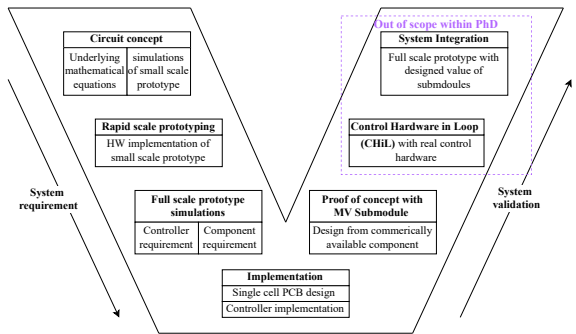 Out of scope within PhD
Circuit concept
Underlying
mathematical
equations
simulations
of small scale
prototype
System Integration
Full scale prototype with
designed value of
submdoules
Rapid scale prototyping
HW implementation of
small scale prototype
Control Hardware in Loop
(CHiL) with real control
hardware
System
requirement
Full scale prototype
simulations
Controller
requirement
Component
requirement
Proof of concept with
MV Submodule
Design from commerically
available component
System
validation
Implementation
Single cell PCB design
Controller implementation